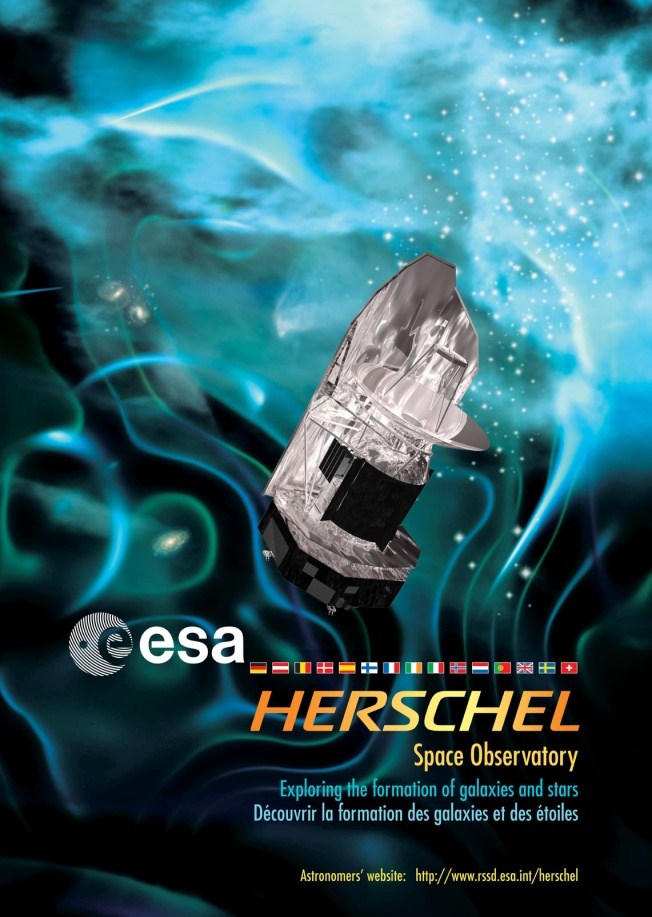 esa
HERSCHEL
Space Observatory
Exploring the formation of galaxies and stars
Découvrir la formation des galaxies et des étoiles
Astronomers' website: http://www.rssd.esa.int/herschel